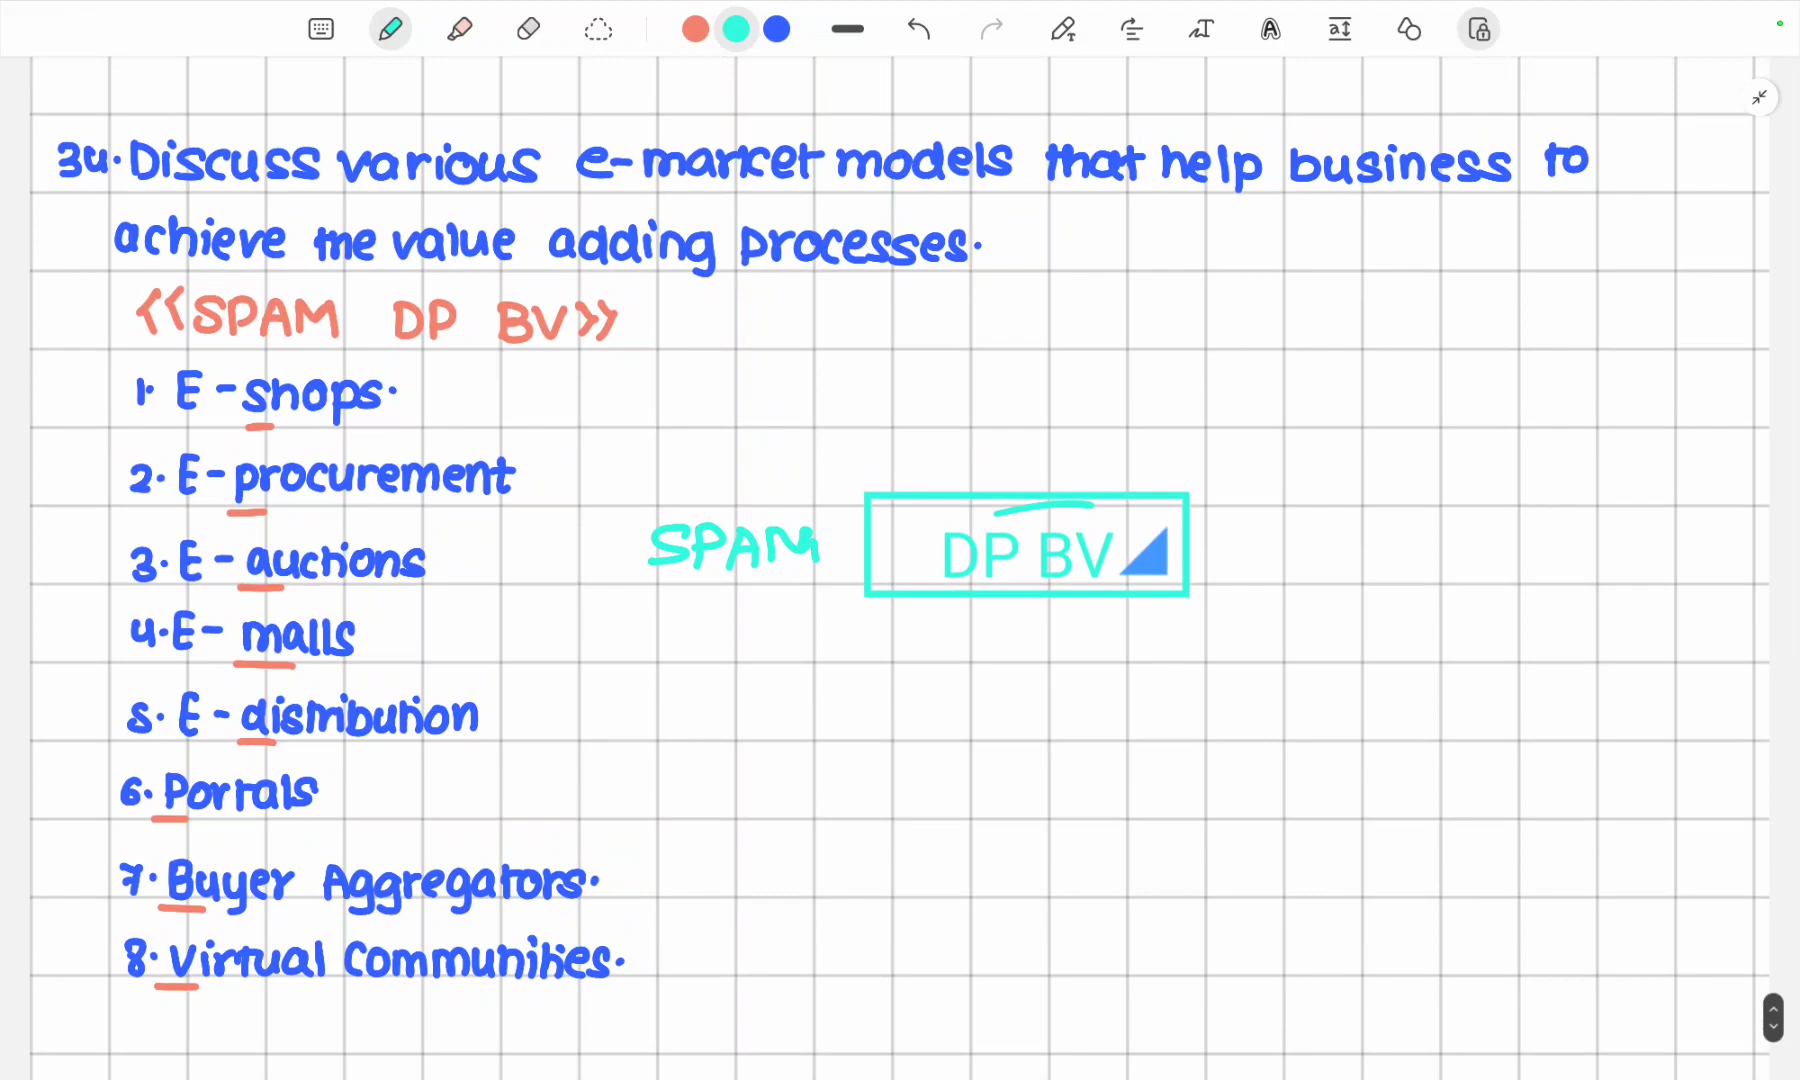 34. Discuss various e-market models that help business to
achieve the value adding processes.
<<SPAM DP BV>>
1. E-shops.
2. E-procurement
3. E-auctions
SPAM DP BV
4. E-malls
5. E-distribution
6. Portals
7. Buyer Aggregators.
8. Virtual Communities.